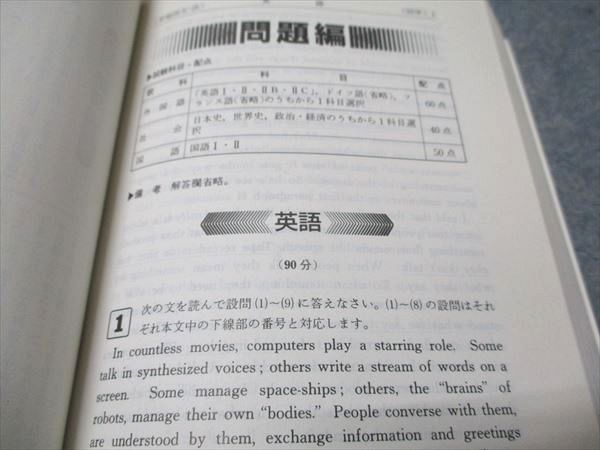 問題編
▶試験科目・配点
教　科　科　目　配　点
外国語　「英語Ⅰ・Ⅱ・ⅡB・ⅡC」，ドイツ語(省略)，フランス語(省略)のうちから1科目選択　60点
社　会　日本史，世界史，政治・経済のうちから1科目選択　40点
国　語　国語Ⅰ・Ⅱ　50点
▶備　考　解答欄省略。
英語
(90分)
1　次の文を読んで設問(1)～(9)に答えなさい。(1)～(8)の設問はそれ
ぞれ本文中の下線部の番号と対応します。
In countless movies, computers play a starring role. Some
talk in synthesized voices ; others write a stream of words on a
screen. Some manage space-ships ; others, the “brains” of
robots, manage their own “bodies.” People converse with them,
are understood by them, exchange information and greetings